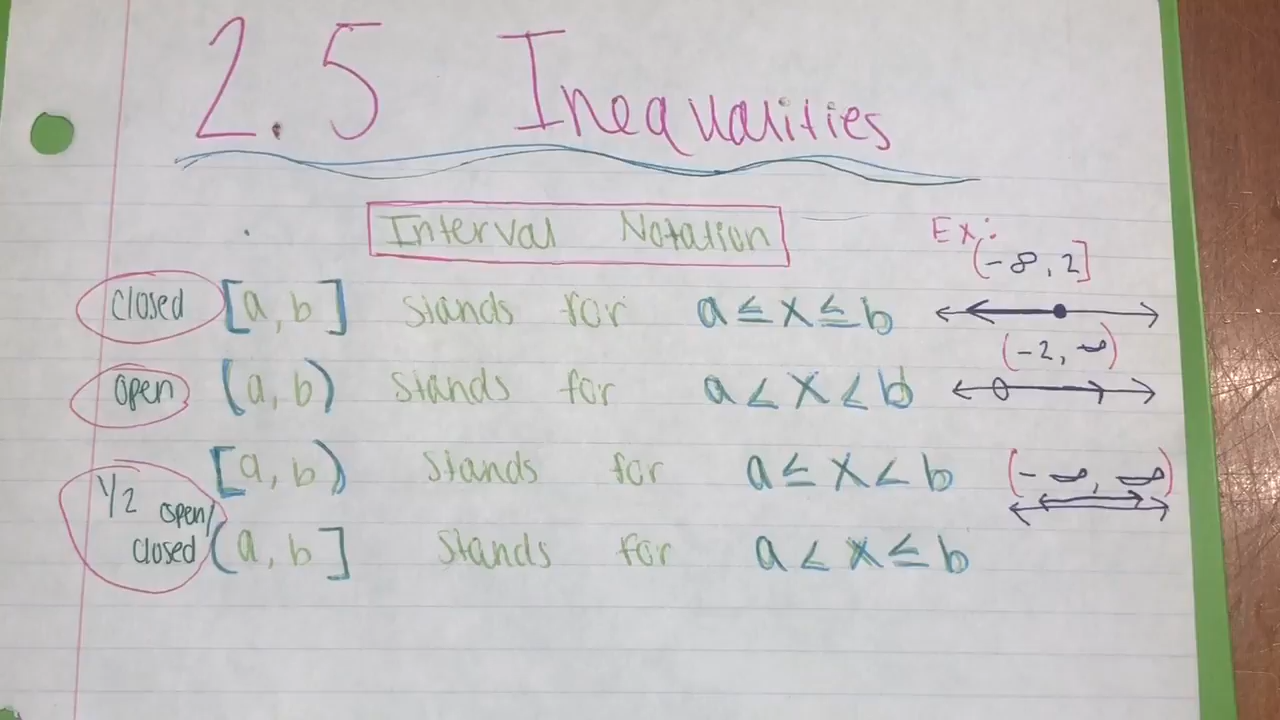 2.5 Inequalities
Interval Notation
Ex:
(-∞, 2]
closed [a, b] stands for a ≤ x ≤ b
(-2, ∞)
open (a, b) stands for a < x < b
[a, b) stands for a ≤ x < b
(-∞, ∞)
1/2 open/
closed (a, b] stands for a < x ≤ b